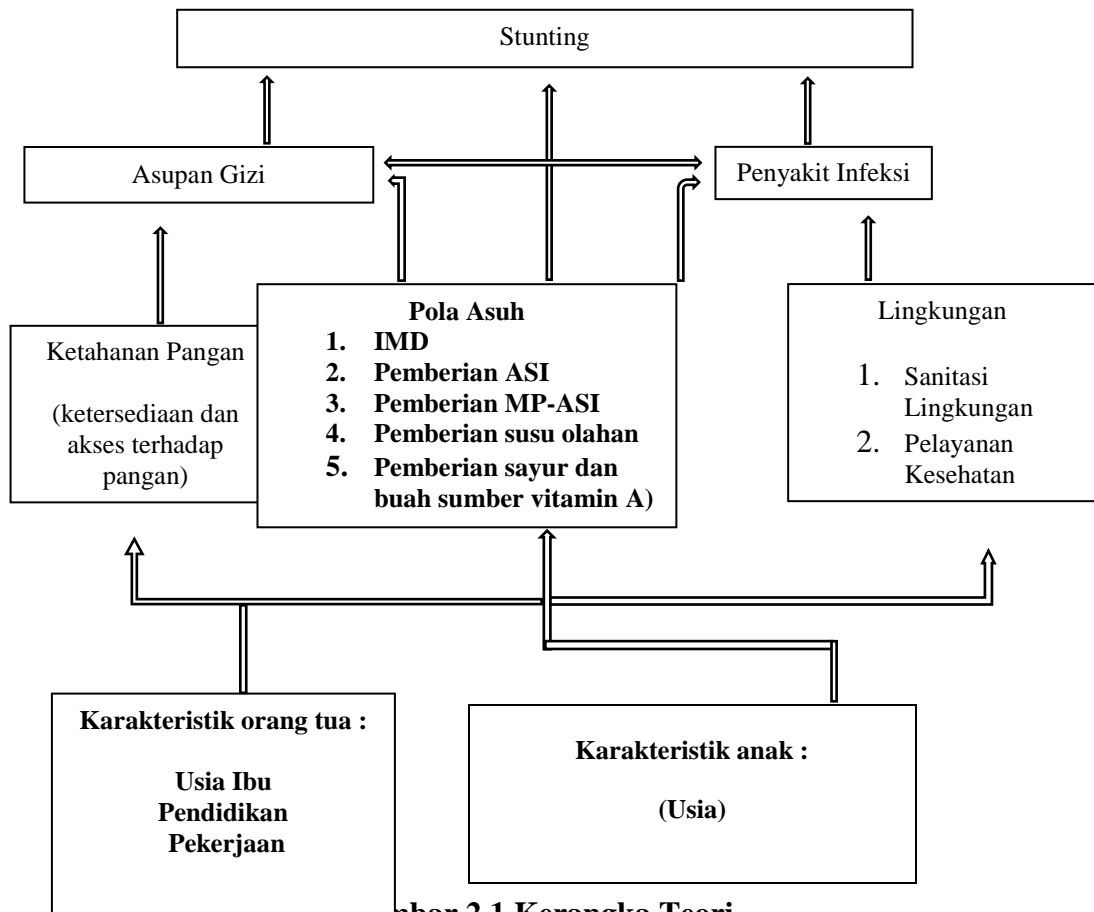 Stunting
Asupan Gizi
Penyakit Infeksi
Ketahanan Pangan
(ketersediaan dan
akses terhadap
pangan)
Pola Asuh
1. IMD
2. Pemberian ASI
3. Pemberian MP-ASI
4. Pemberian susu olahan
5. Pemberian sayur dan
buah sumber vitamin A)
Lingkungan
1. Sanitasi
Lingkungan
2. Pelayanan
Kesehatan
Karakteristik orang tua :
Usia Ibu
Pendidikan
Pekerjaan
Karakteristik anak :
(Usia)
2.1 Kerangka Teori